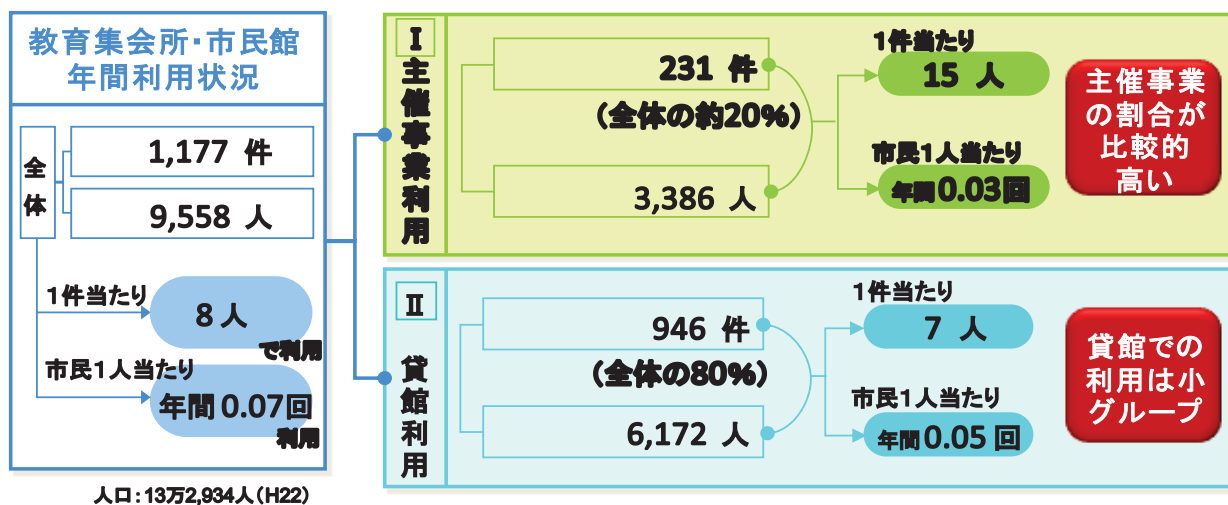 教育集会所・市民館
年間利用状況
全体
1,177 件
9,558 人
1件当たり
8人
で利用
市民1人当たり
年間0.07回
利用
人口：13万2,934人（H22）
Ⅰ
主催事業利用
231 件
（全体の約20%）
3,386 人
1件当たり
15 人
市民1人当たり
年間0.03回
主催事業
の割合が
比較的
高い
Ⅱ
貸館利用
946 件
（全体の80%）
6,172 人
1件当たり
7 人
市民1人当たり
年間0.05回
貸館での
利用は小
グループ